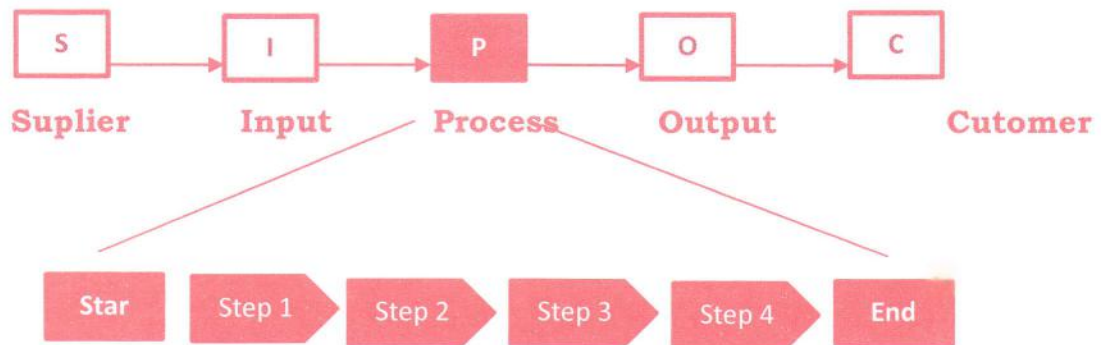 S I P O C
Suplier Input Process Output Cutomer
Star Step 1 Step 2 Step 3 Step 4 End